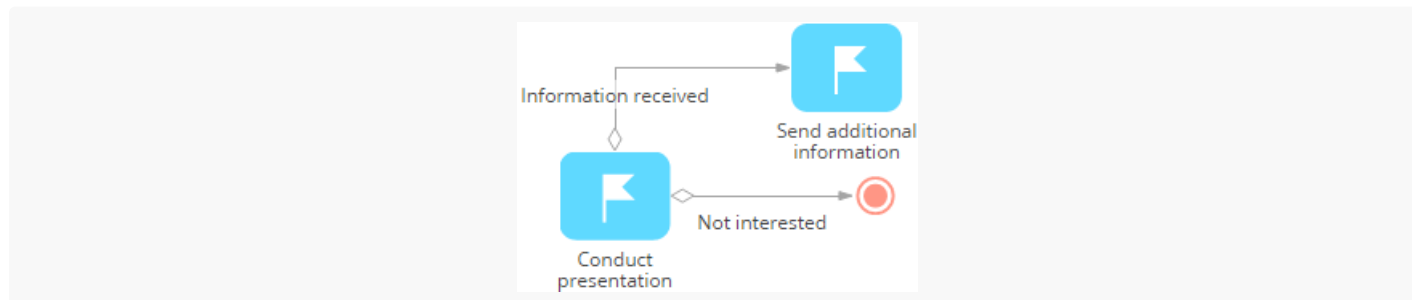 Information received
Send additional
information
Not interested
Conduct
presentation